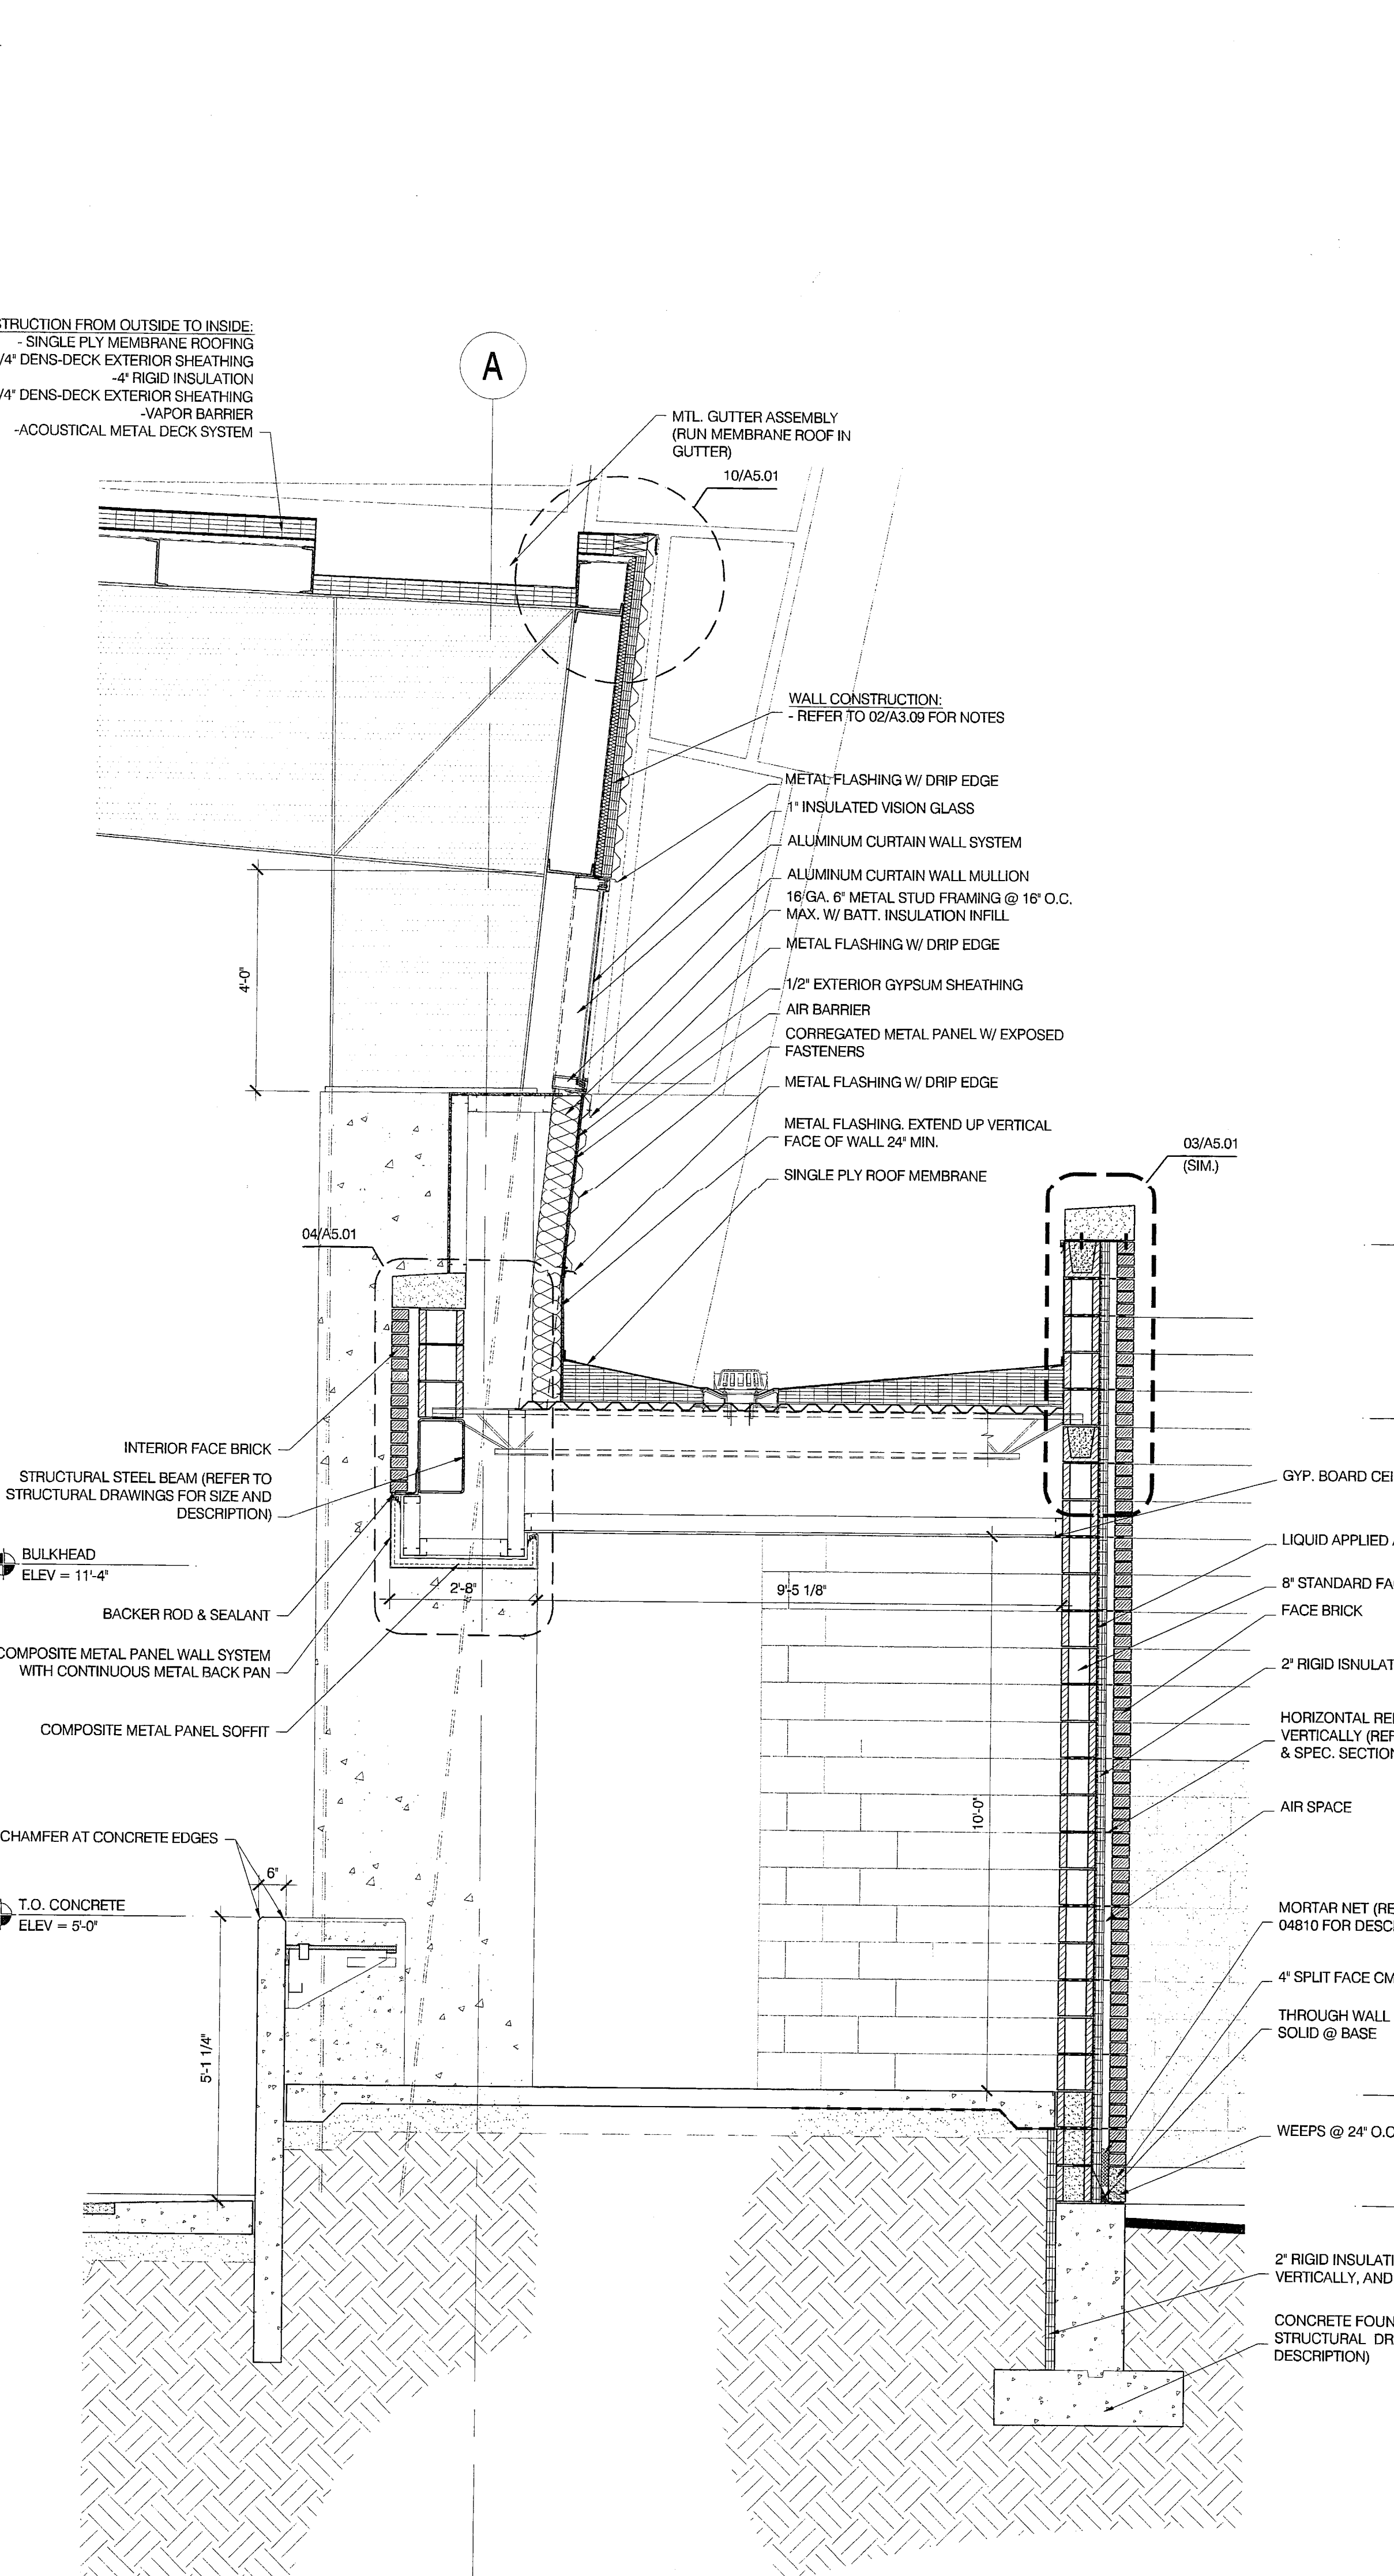 TRUCTION FROM OUTSIDE TO INSIDE:
- SINGLE PLY MEMBRANE ROOFING
/4" DENS-DECK EXTERIOR SHEATHING
-4" RIGID INSULATION
/4" DENS-DECK EXTERIOR SHEATHING
-VAPOR BARRIER
-ACOUSTICAL METAL DECK SYSTEM
A
MTL. GUTTER ASSEMBLY
(RUN MEMBRANE ROOF IN
GUTTER)
10/A5.01
WALL CONSTRUCTION:
- REFER TO 02/A3.09 FOR NOTES
METAL FLASHING W/ DRIP EDGE
1" INSULATED VISION GLASS
ALUMINUM CURTAIN WALL SYSTEM
ALUMINUM CURTAIN WALL MULLION
16 GA. 6" METAL STUD FRAMING @ 16" O.C.
MAX. W/ BATT. INSULATION INFILL
METAL FLASHING W/ DRIP EDGE
4'-0"
1/2" EXTERIOR GYPSUM SHEATHING
AIR BARRIER
CORREGATED METAL PANEL W/ EXPOSED
FASTENERS
METAL FLASHING W/ DRIP EDGE
METAL FLASHING. EXTEND UP VERTICAL
FACE OF WALL 24" MIN.
SINGLE PLY ROOF MEMBRANE
03/A5.01
(SIM.)
04/A5.01
INTERIOR FACE BRICK
STRUCTURAL STEEL BEAM (REFER TO
STRUCTURAL DRAWINGS FOR SIZE AND
DESCRIPTION)
BULKHEAD
ELEV = 11'-4"
2'-8"
9'-5 1/8"
BACKER ROD & SEALANT
COMPOSITE METAL PANEL WALL SYSTEM
WITH CONTINUOUS METAL BACK PAN
COMPOSITE METAL PANEL SOFFIT
GYP. BOARD CEI
LIQUID APPLIED
8" STANDARD FA
FACE BRICK
2" RIGID ISNULAT
HORIZONTAL REI
VERTICALLY (REF
& SPEC. SECTION
10'-0"
AIR SPACE
CHAMFER AT CONCRETE EDGES
6"
T.O. CONCRETE
ELEV = 5'-0"
5'-1 1/4"
MORTAR NET (RE
04810 FOR DESC
4" SPLIT FACE CM
THROUGH WALL
SOLID @ BASE
WEEPS @ 24" O.C
2" RIGID INSULATI
VERTICALLY, AND
CONCRETE FOUN
STRUCTURAL DR
DESCRIPTION)